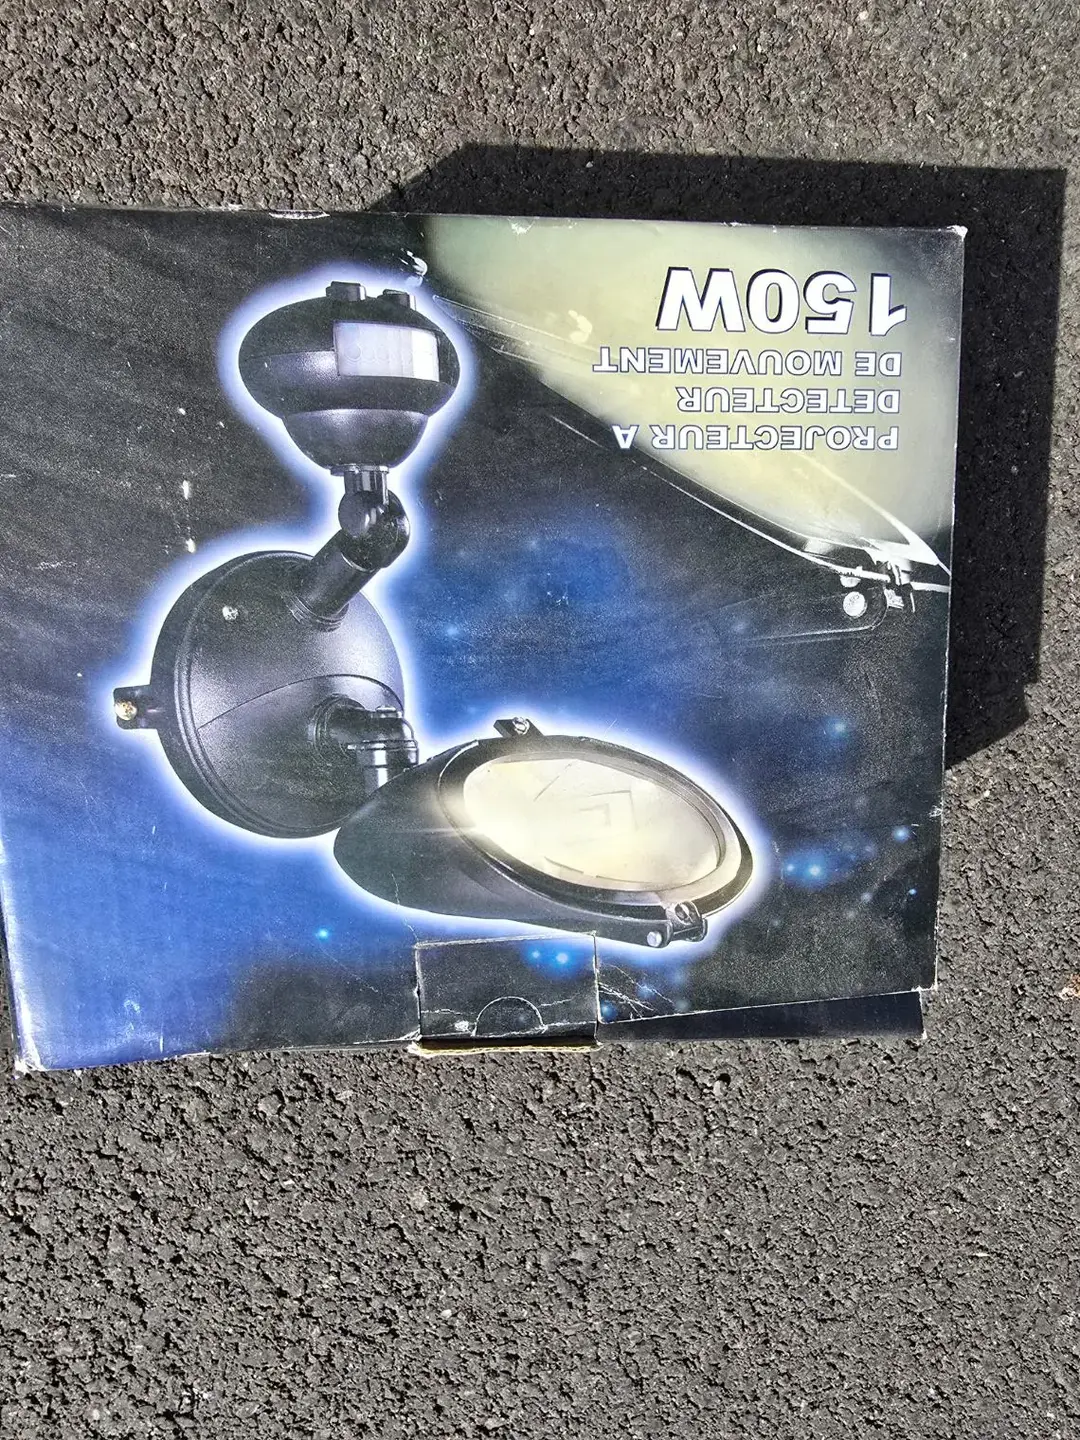 PROJECTEUR A
DETECTEUR
DE MOUVEMENT
150W